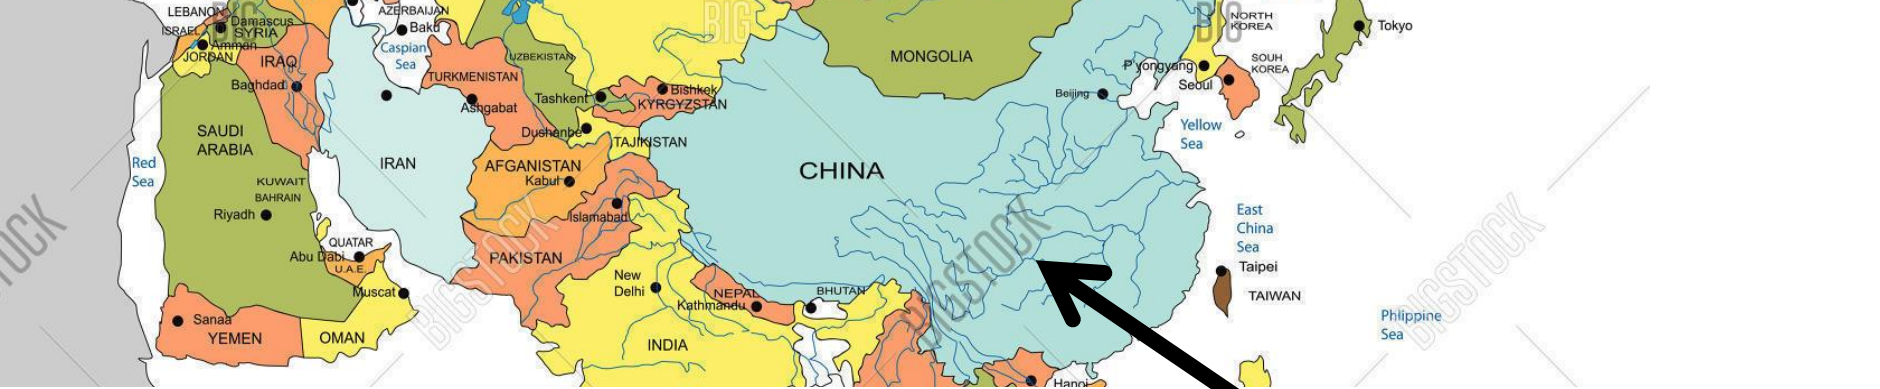 LEBANON
Damascus
ISRAEL
SYRIA
Amman
JORDAN
IRAQ
Baghdad
SAUDI
ARABIA
Red
Sea
KUWAIT
BAHRAIN
Riyadh
QUATAR
Abu Dabi
U.A.E.
Muscat
Sanaa
YEMEN
OMAN
AZERBAIJAN
Baku
Caspian
Sea
IRAN
TURKMENISTAN
Ashgabat
UZBEKISTAN
Tashkent
Bishkek
KYRGYZSTAN
Dushanbe
TAJIKISTAN
AFGANISTAN
Kabul
Islamabad
PAKISTAN
New
Delhi
NEPAL
Kathmandu
BHUTAN
INDIA
MONGOLIA
CHINA
Beijing
NORTH
KOREA
P'yongyang
SOUH
KOREA
Seoul
Tokyo
Yellow
Sea
East
China
Sea
Taipei
TAIWAN
Philppine
Sea
Hanoi
BIGSTOCK
BIGSTOCK
BIGSTOCK